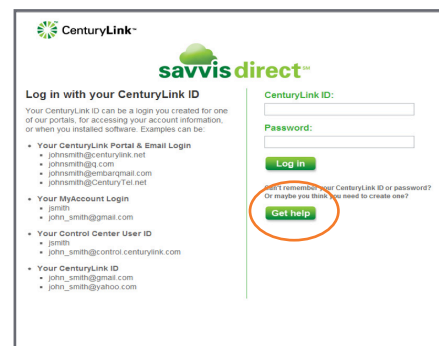 CenturyLink™
savvisdirect℠
Log in with your CenturyLink ID
Your CenturyLink ID can be a login you created for one
of our portals, for accessing your account information,
or when you installed software. Examples can be:
• Your CenturyLink Portal & Email Login
• johnsmith@centurylink.net
• johnsmith@q.com
• johnsmith@embarqmail.com
• johnsmith@CenturyTel.net
• Your MyAccount Login
• jsmith
• john_smith@gmail.com
• Your Control Center User ID
• jsmith
• john_smith@control.centurylink.com
• Your CenturyLink ID
• john_smith@gmail.com
• john_smith@yahoo.com
CenturyLink ID:
Password:
Log in
Can't remember your CenturyLink ID or password?
Or maybe you think you need to create one?
Get help